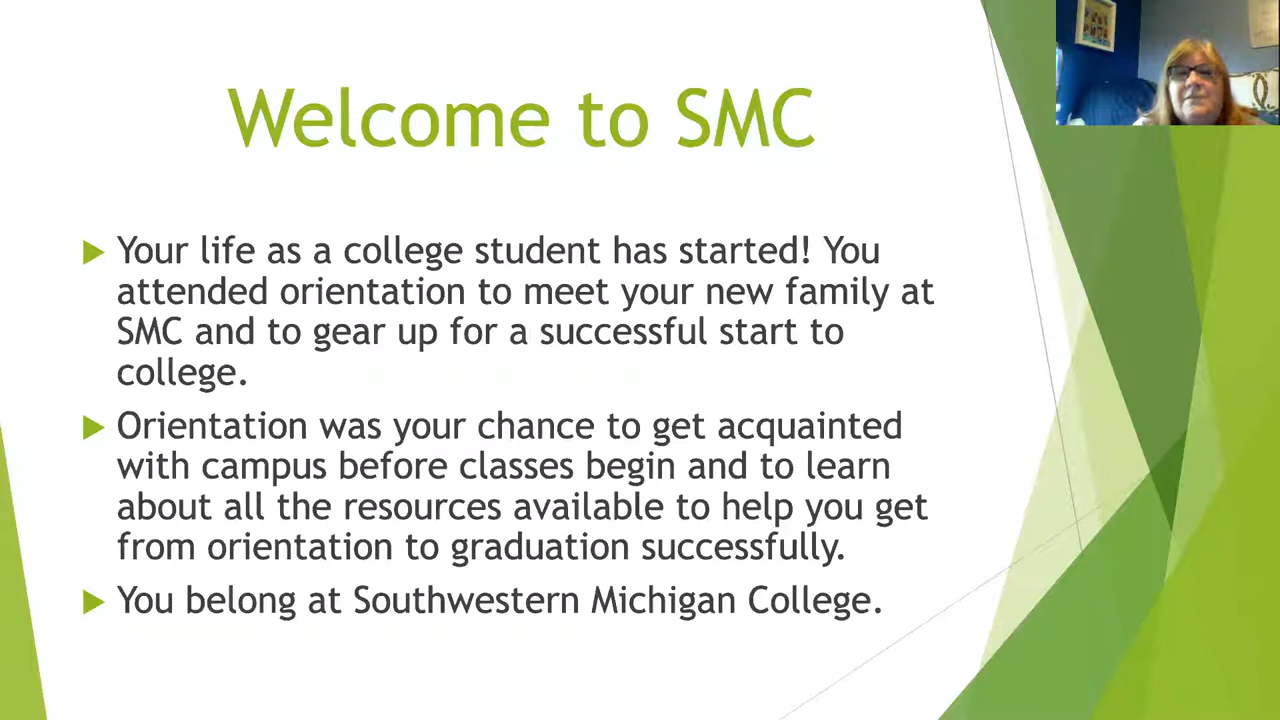 Welcome to SMC
Your life as a college student has started! You
attended orientation to meet your new family at
SMC and to gear up for a successful start to
college.
Orientation was your chance to get acquainted
with campus before classes begin and to learn
about all the resources available to help you get
from orientation to graduation successfully.
You belong at Southwestern Michigan College.